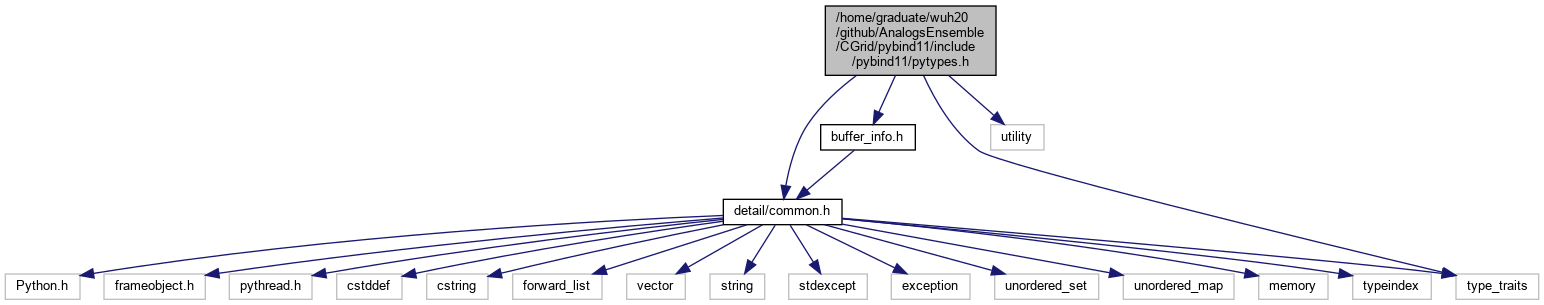 /home/graduate/wuh20
/github/AnalogsEnsemble
/CGrid/pybind11/include
/pybind11/pytypes.h
buffer_info.h
utility
detail/common.h
Python.h
frameobject.h
pythread.h
cstddef
cstring
forward_list
vector
string
stdexcept
exception
unordered_set
unordered_map
memory
typeindex
type_traits